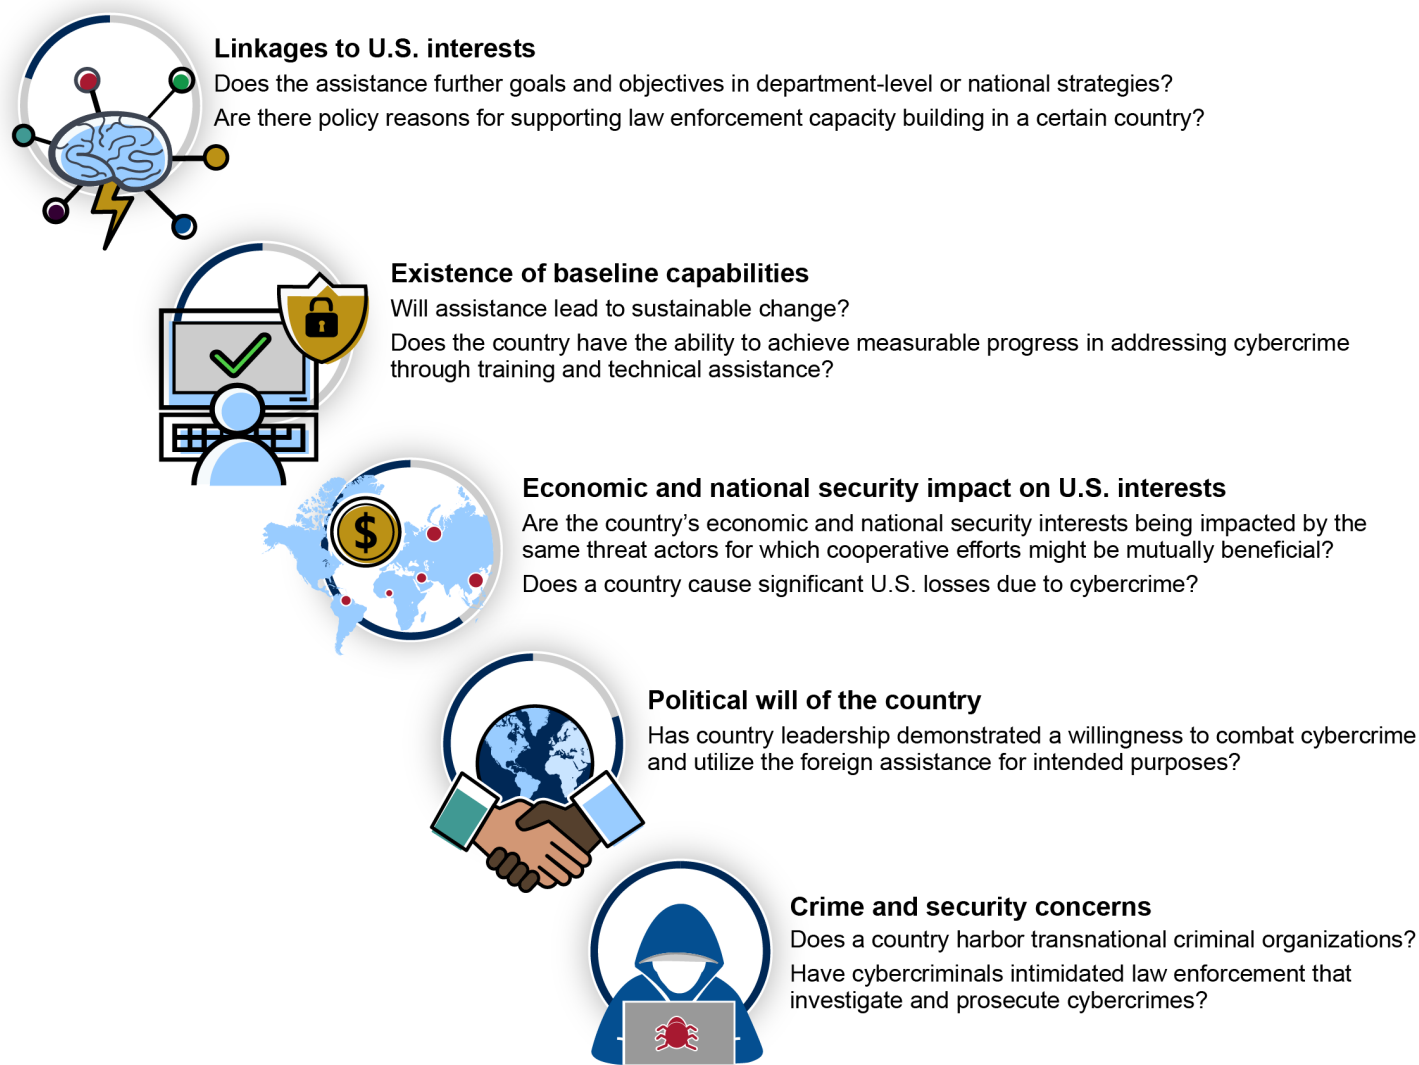 Linkages to U.S. interests
Does the assistance further goals and objectives in department-level or national strategies?
Are there policy reasons for supporting law enforcement capacity building in a certain country?
Existence of baseline capabilities
Will assistance lead to sustainable change?
Does the country have the ability to achieve measurable progress in addressing cybercrime
through training and technical assistance?
$
Economic and national security impact on U.S. interests
Are the country’s economic and national security interests being impacted by the
same threat actors for which cooperative efforts might be mutually beneficial?
Does a country cause significant U.S. losses due to cybercrime?
Political will of the country
Has country leadership demonstrated a willingness to combat cybercrime
and utilize the foreign assistance for intended purposes?
Crime and security concerns
Does a country harbor transnational criminal organizations?
Have cybercriminals intimidated law enforcement that
investigate and prosecute cybercrimes?